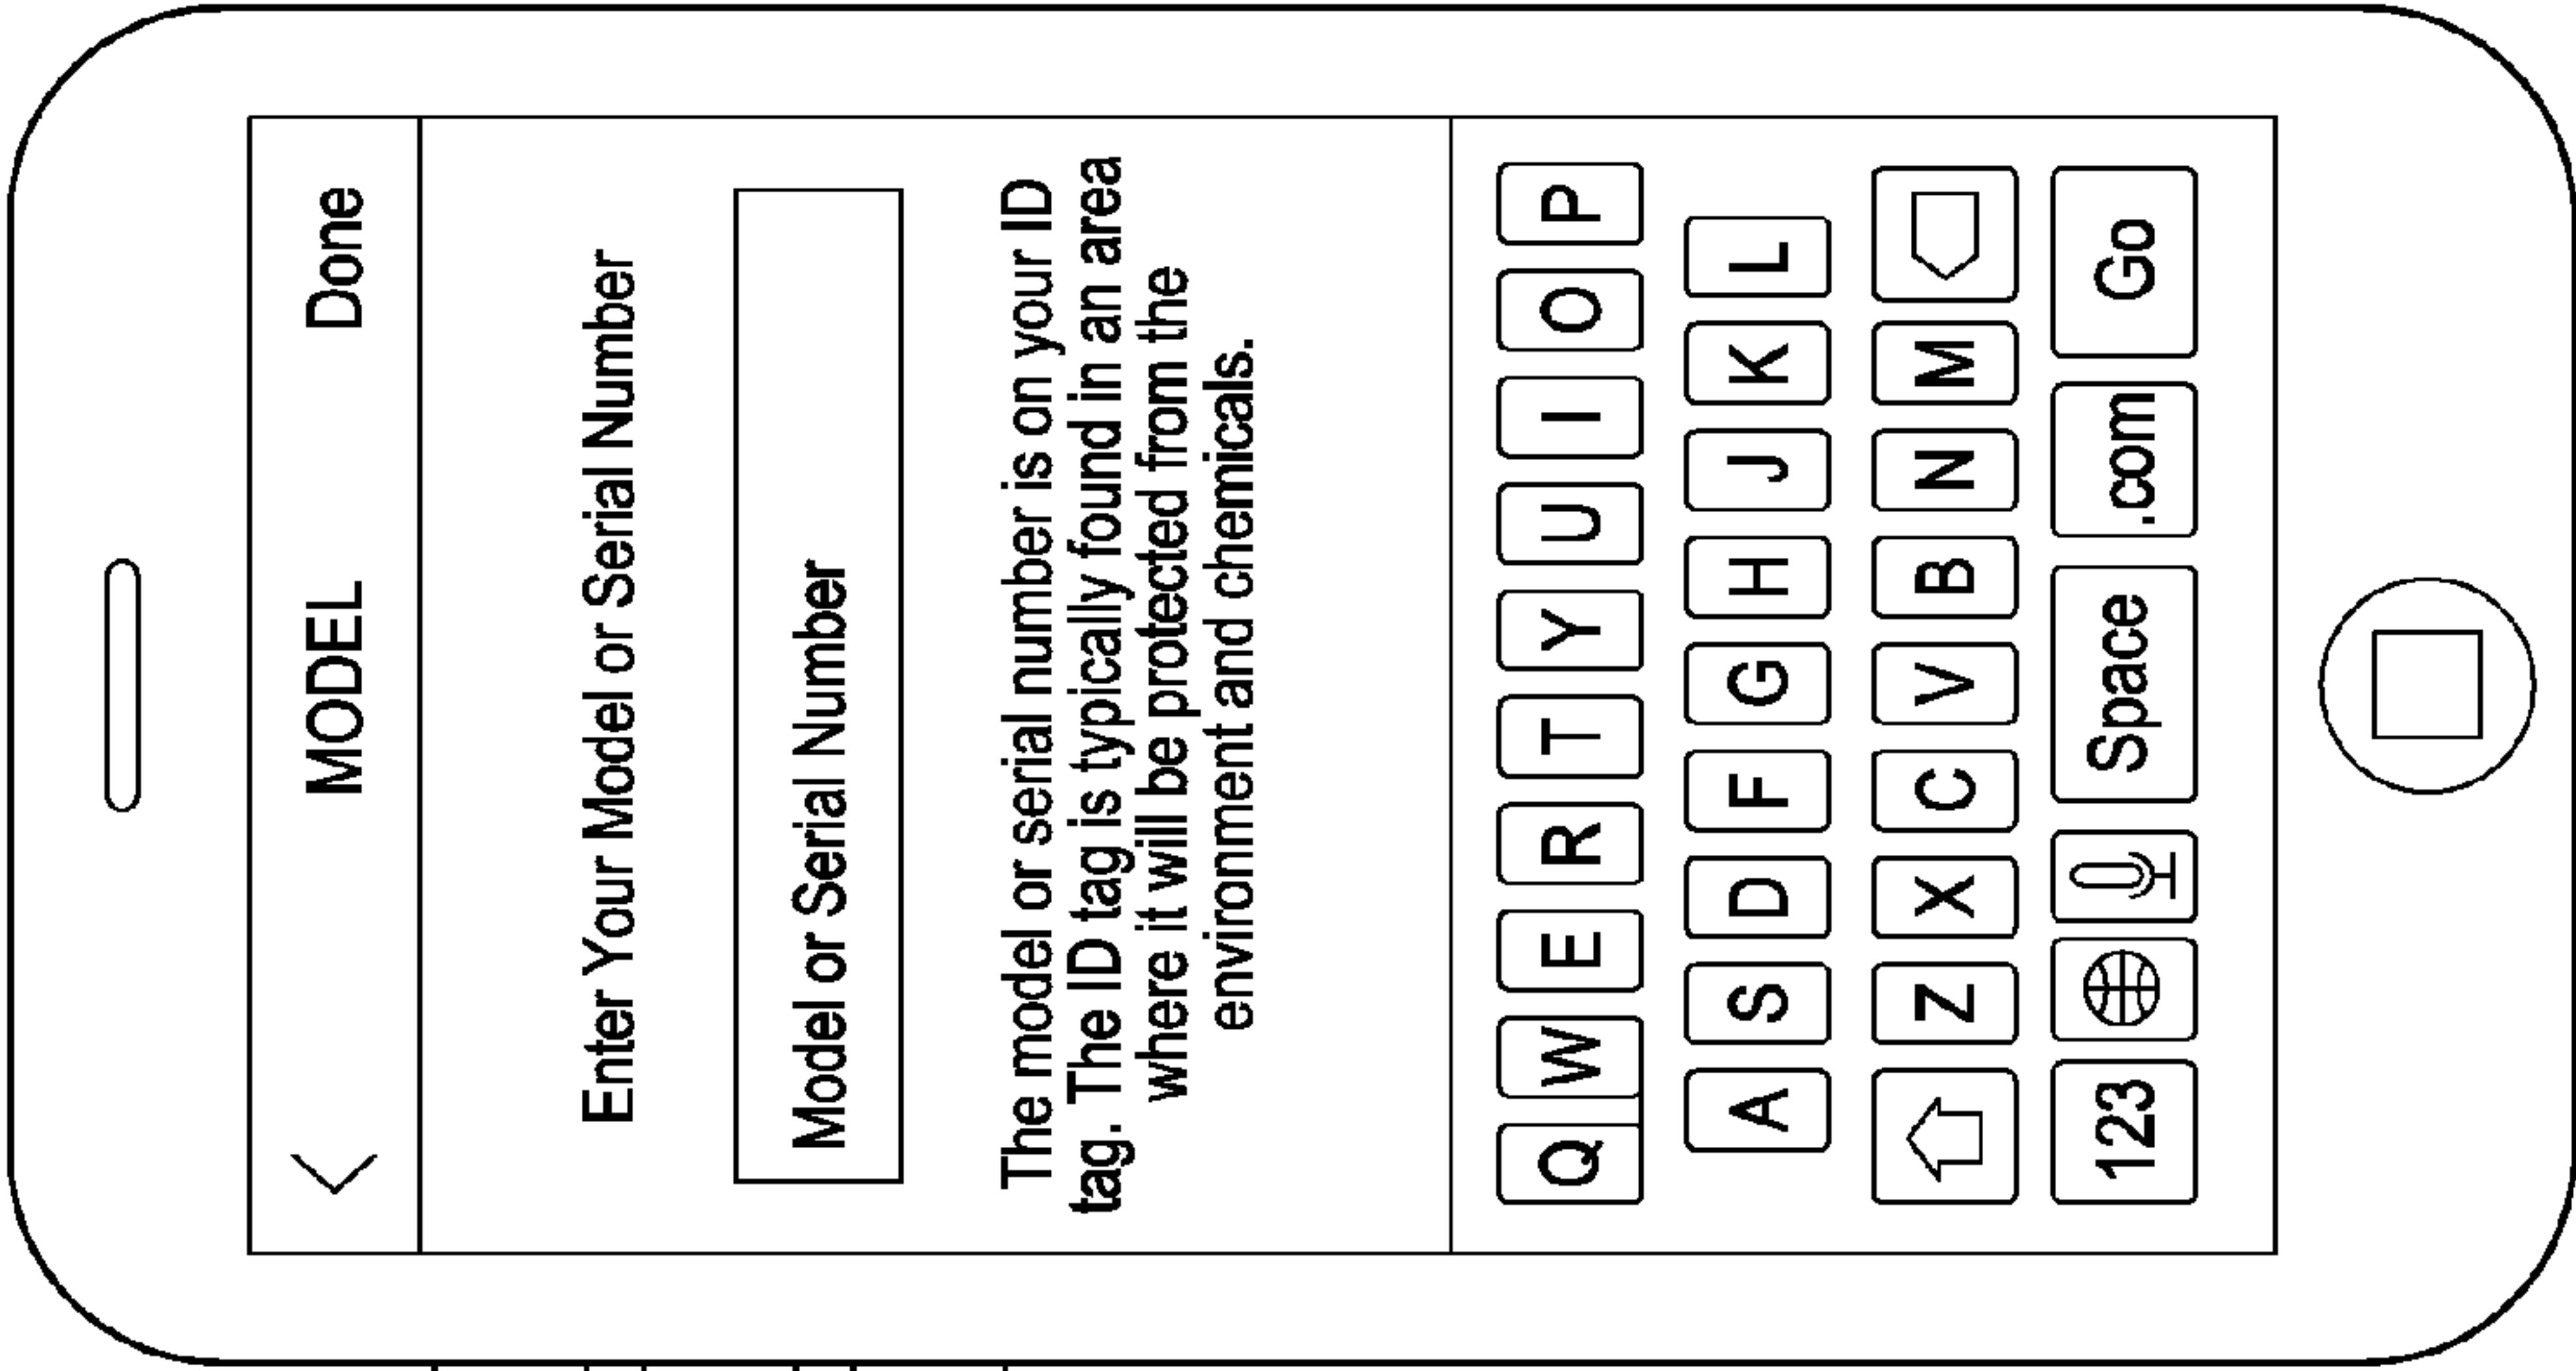 MODEL Done
Enter Your Model or Serial Number
Model or Serial Number
The model or serial number is on your ID
tag. The ID tag is typically found in an area
where it will be protected from the
environment and chemicals.
Q W E R T Y U I O P
A S D F G H J K L
Z X C V B N M
123 Space .com Go